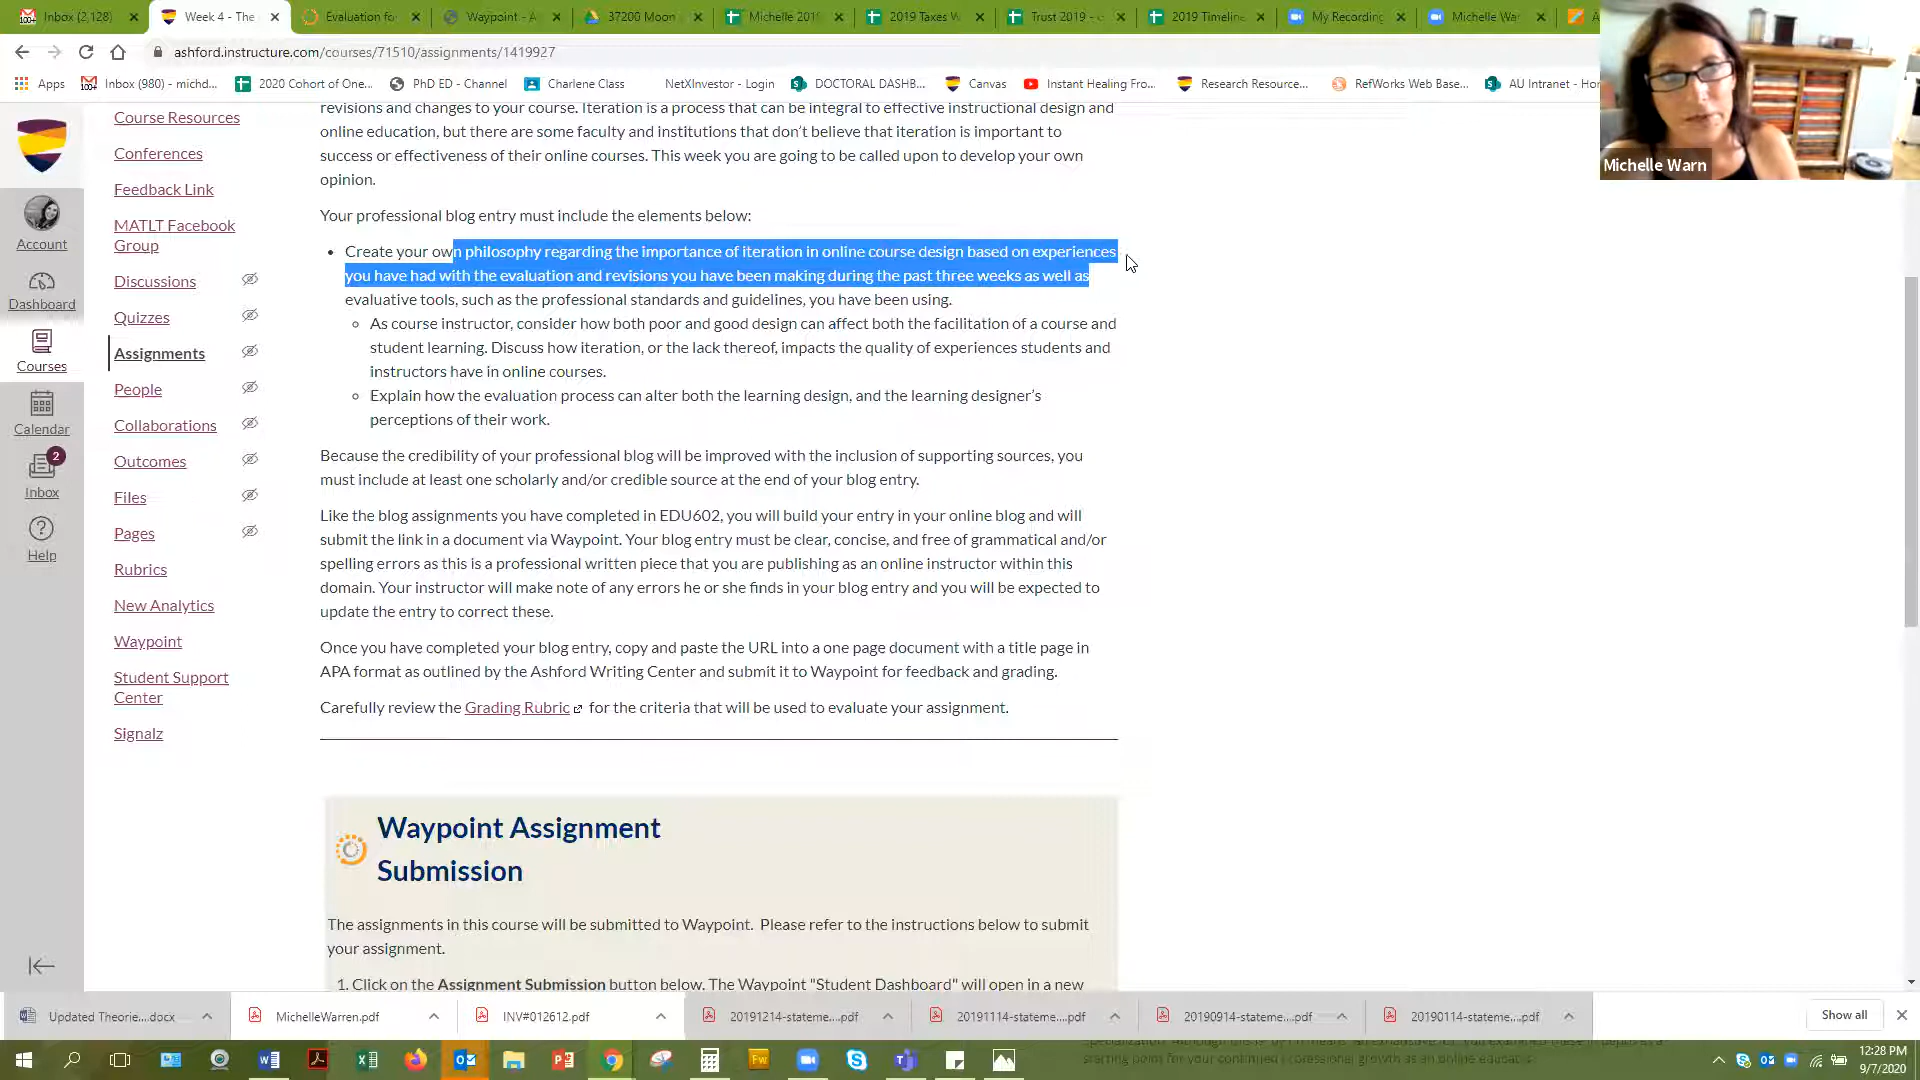 Inbox (2,128)
Week 4 - The
Evaluation for
Waypoint - A
37200 Moon
Michelle 201
2019 Taxes W
Trust 2019 - 
2019 Timeline
My Recording
Michelle Wa
ashford.instructure.com/courses/71510/assignments/1419927
Apps
Inbox (980) - michd...
2020 Cohort of One...
PhD ED - Channel
Charlene Class
NetXInvestor - Login
DOCTORAL DASHB...
Canvas
Instant Healing Fro...
Research Resource...
RefWorks Web Base...
AU Intranet - Hor
Michelle Warn
Account
Dashboard
Courses
Calendar
2
Inbox
Help
Course Resources
Conferences
Feedback Link
MATLT Facebook
Group
Discussions
Quizzes
Assignments
People
Collaborations
Outcomes
Files
Pages
Rubrics
New Analytics
Waypoint
Student Support
Center
Signalz
revisions and changes to your course. Iteration is a process that can be integral to effective instructional design and
online education, but there are some faculty and institutions that don't believe that iteration is important to
success or effectiveness of their online courses. This week you are going to be called upon to develop your own
opinion.
Your professional blog entry must include the elements below:
• Create your own philosophy regarding the importance of iteration in online course design based on experiences
you have had with the evaluation and revisions you have been making during the past three weeks as well as
evaluative tools, such as the professional standards and guidelines, you have been using.
◦ As course instructor, consider how both poor and good design can affect both the facilitation of a course and
student learning. Discuss how iteration, or the lack thereof, impacts the quality of experiences students and
instructors have in online courses.
◦ Explain how the evaluation process can alter both the learning design, and the learning designer's
perceptions of their work.
Because the credibility of your professional blog will be improved with the inclusion of supporting sources, you
must include at least one scholarly and/or credible source at the end of your blog entry.
Like the blog assignments you have completed in EDU602, you will build your entry in your online blog and will
submit the link in a document via Waypoint. Your blog entry must be clear, concise, and free of grammatical and/or
spelling errors as this is a professional written piece that you are publishing as an online instructor within this
domain. Your instructor will make note of any errors he or she finds in your blog entry and you will be expected to
update the entry to correct these.
Once you have completed your blog entry, copy and paste the URL into a one page document with a title page in
APA format as outlined by the Ashford Writing Center and submit it to Waypoint for feedback and grading.
Carefully review the Grading Rubric for the criteria that will be used to evaluate your assignment.
Waypoint Assignment
Submission
The assignments in this course will be submitted to Waypoint. Please refer to the instructions below to submit
your assignment.
1. Click on the Assignment Submission button below. The Waypoint "Student Dashboard" will open in a new
Updated Theorie....docx
MichelleWarren.pdf
INV#012612.pdf
20191214-stateme....pdf
20191114-stateme....pdf
20190914-stateme....pdf
20190114-stateme....pdf
Show all
12:28 PM
9/7/2020